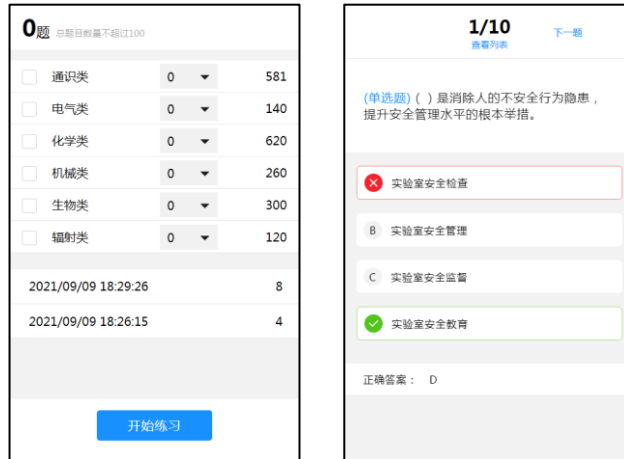 0题 总题目数量不超过100
通识类 0 581
电气类 0 140
化学类 0 620
机械类 0 260
生物类 0 300
辐射类 0 120
2021/09/09 18:29:26 8
2021/09/09 18:26:15 4
开始练习
1/10 下一题
查看列表
(单选题) ( ) 是消除人的不安全行为隐患，
提升安全管理水平的根本举措。
实验室安全检查
B 实验室安全管理
C 实验室安全监督
实验室安全教育
正确答案： D